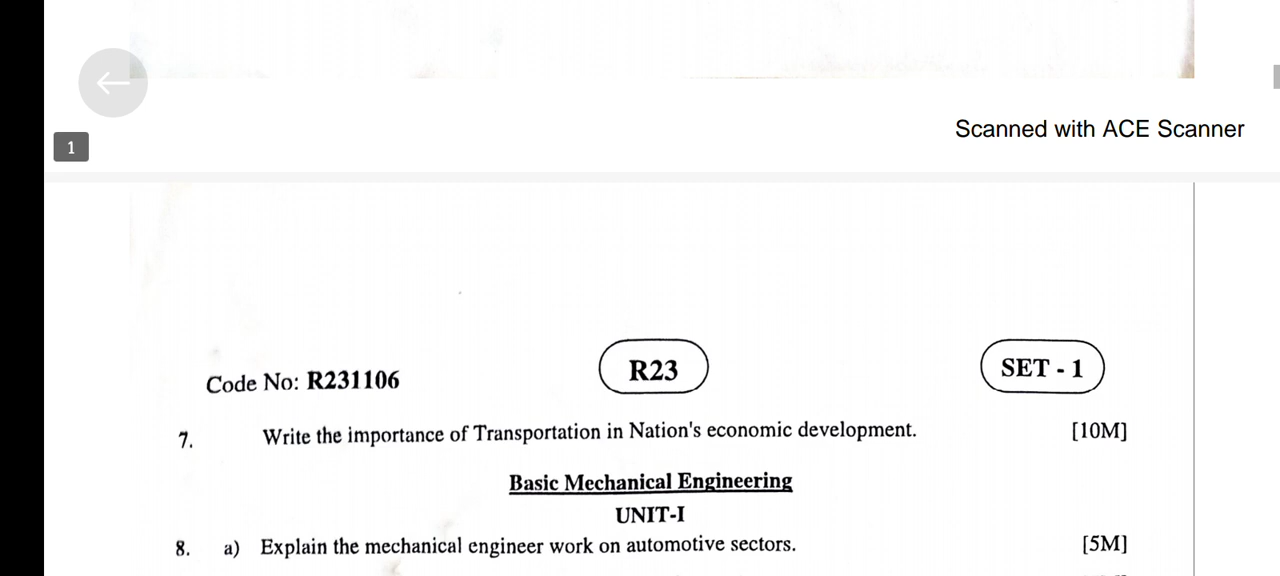 Scanned with ACE Scanner
1
Code No: R231106 R23 SET - 1
7. Write the importance of Transportation in Nation's economic development. [10M]
Basic Mechanical Engineering
UNIT-I
8. a) Explain the mechanical engineer work on automotive sectors. [5M]